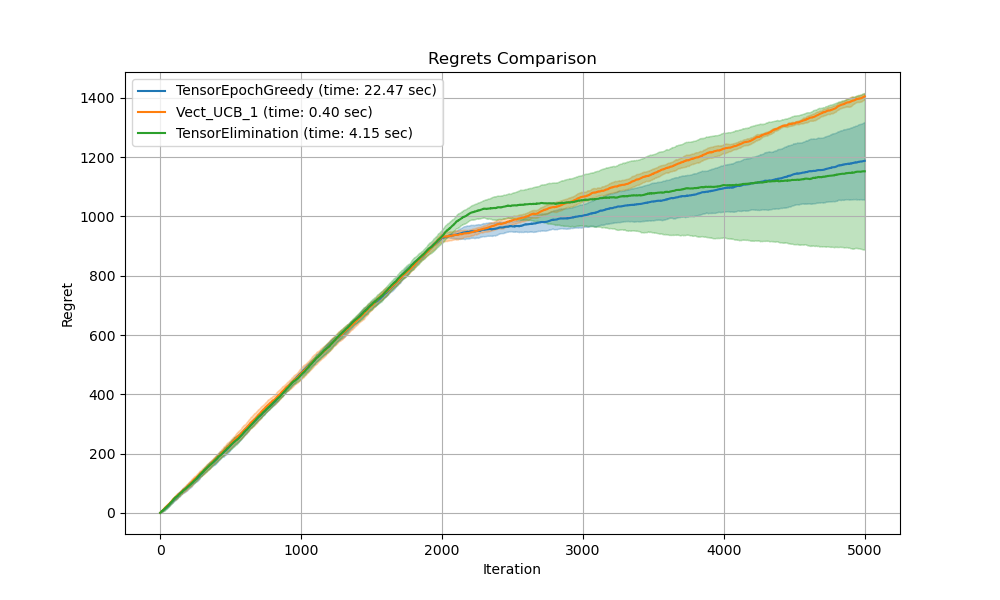 Regrets Comparison
TensorEpochGreedy (time: 22.47 sec)
Vect_UCB_1 (time: 0.40 sec)
TensorElimination (time: 4.15 sec)
1400
1200
1000
800
600
400
200
0
Regret
0 1000 2000 3000 4000 5000
Iteration